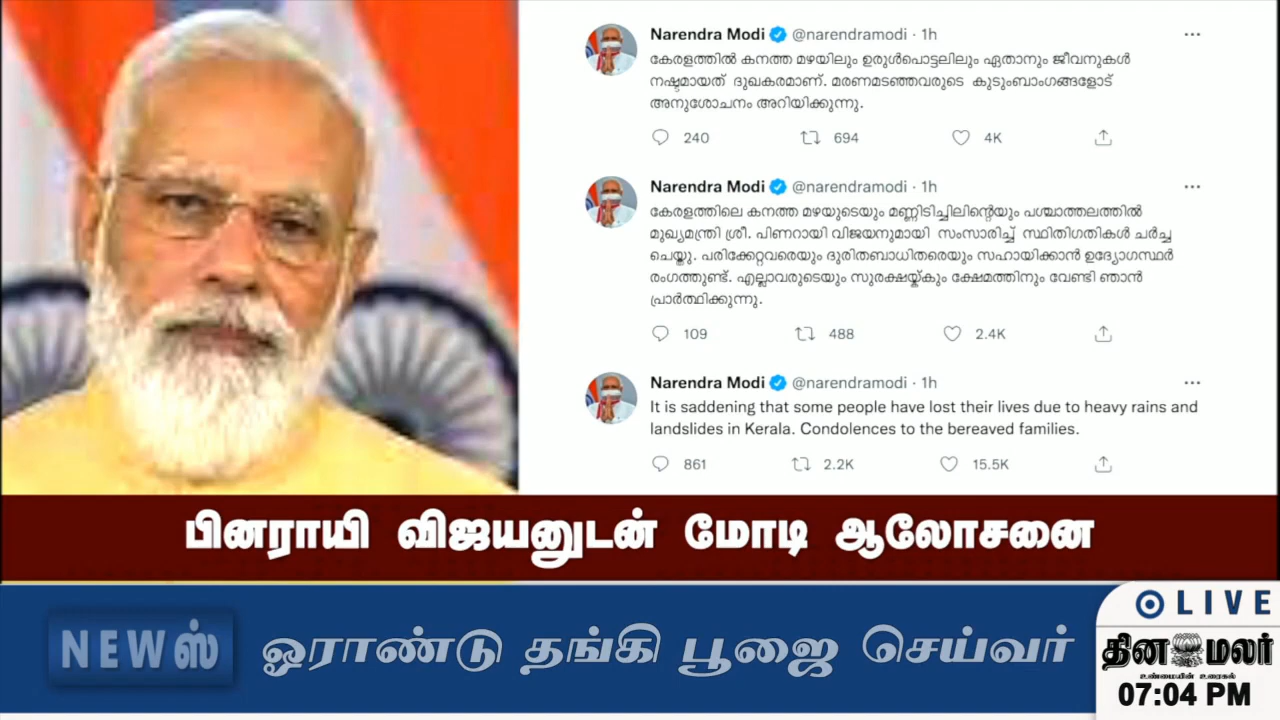 Narendra Modi @narendramodi · 1h
കേരളത്തിൽ കനത്ത മഴയിലും ഉരുൾപൊട്ടലിലും ഏതാനും ജീവനുകൾ
നഷ്ടമായത് ദുഖകരമാണ്. മരണമടഞ്ഞവരുടെ കുടുംബാംഗങ്ങളോട്
അനുശോചനം അറിയിക്കുന്നു.
240 694 4K
Narendra Modi @narendramodi · 1h
കേരളത്തിലെ കനത്ത മഴയുടെയും മണ്ണിടിച്ചിലിന്റെയും പശ്ചാത്തലത്തിൽ
മുഖ്യമന്ത്രി ശ്രീ. പിണറായി വിജയനുമായി സംസാരിച്ച് സ്ഥിതിഗതികൾ ചർച്ച
ചെയ്തു. പരിക്കേറ്റവരെയും ദുരിതബാധിതരെയും സഹായിക്കാൻ ഉദ്യോഗസ്ഥർ
രംഗത്തുണ്ട്. എല്ലാവരുടെയും സുരക്ഷയ്ക്കും ക്ഷേമത്തിനും വേണ്ടി ഞാൻ
പ്രാർത്ഥിക്കുന്നു.
109 488 2.4K
Narendra Modi @narendramodi · 1h
It is saddening that some people have lost their lives due to heavy rains and
landslides in Kerala. Condolences to the bereaved families.
861 2.2K 15.5K
பினராயி விஜயனுடன் மோடி ஆலோசனை
NEWஸ் ஓராண்டு தங்கி பூஜை செய்வர்
LIVE
தினமலர்
உண்மையின் உரைகல்
07:04 PM